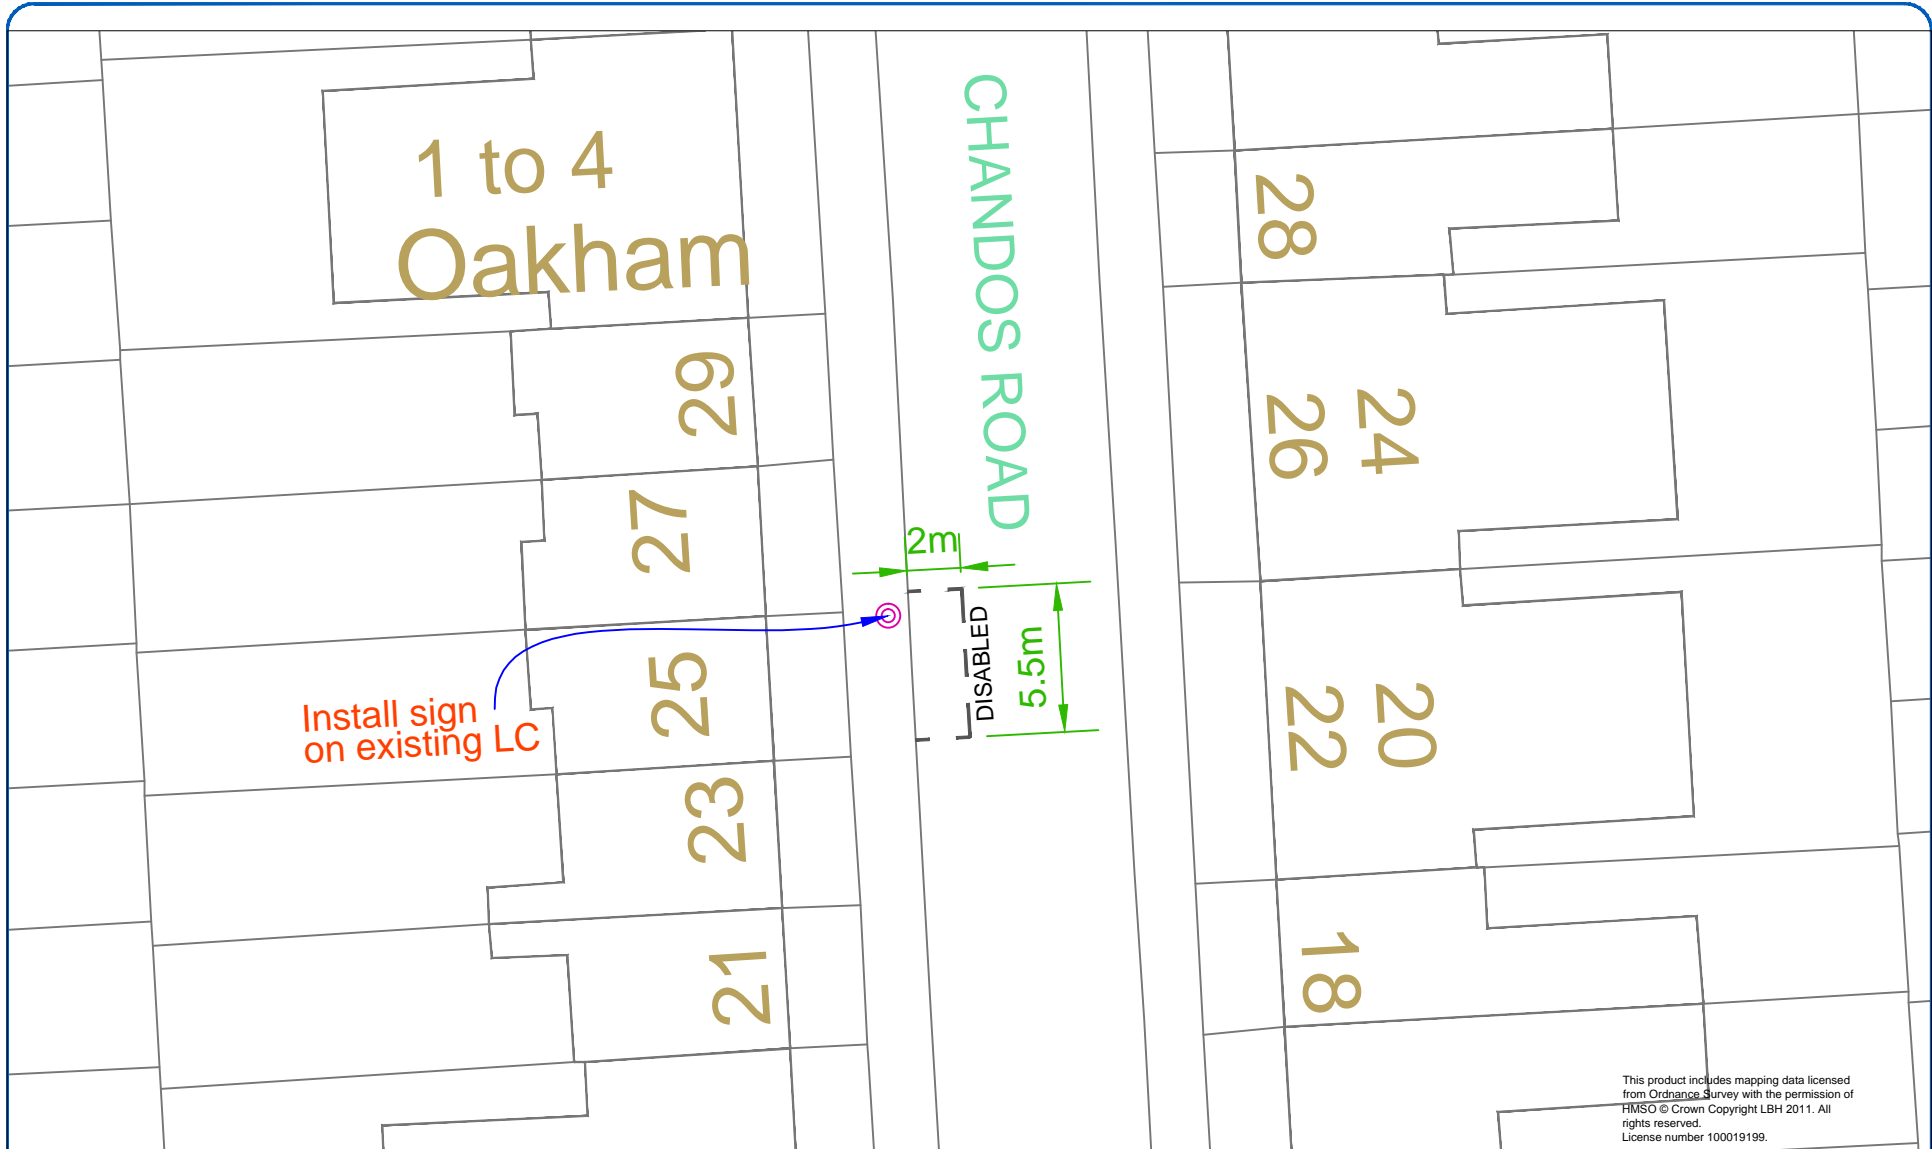 1 to 4
Oakham
CHANDOS ROAD
28
29
24
26
27
2m
DISABLED
5.5m
25
Install sign
on existing LC
20
22
23
21
18
This product includes mapping data licensed
from Ordnance Survey with the permission of
HMSO © Crown Copyright LBH 2011. All
rights reserved.
License number 100019199.